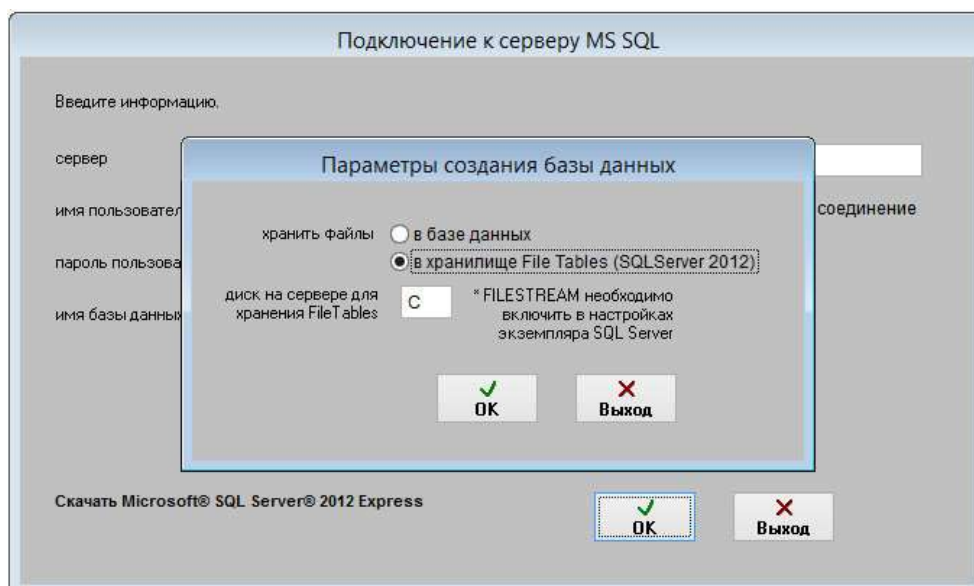 Подключение к серверу MS SQL
Введите информацию.
сервер
Параметры создания базы данных
имя пользовател
соединение
хранить файлы
в базе данных
пароль пользова
в хранилище File Tables (SQLServer 2012)
диск на сервере для
хранения FileTables
C
* FILESTREAM необходимо
включить в настройках
экземпляра SQL Server
имя базы данных
OK
Выход
Скачать Microsoft® SQL Server® 2012 Express
OK
Выход